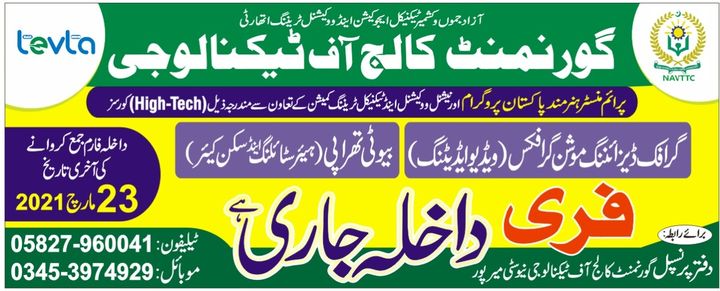 آزاد جموں و کشمیر ٹیکنیکل ایجوکیشن اینڈ ووکیشنل ٹریننگ اتھارٹی
tevta
گورنمنٹ کالج آف ٹیکنالوجی
NAVTTC
پرائم منسٹر ہنر مند پاکستان پروگرام اور نیشنل ووکیشنل اینڈ ٹیکنیکل ٹریننگ کمیشن کے تعاون سے مندرجہ ذیل (High-Tech) کورسز
گرافک ڈیزائننگ موشن گرافکس (ویڈیو ایڈیٹنگ)
بیوٹی تھراپی (ہیئر سٹائلنگ اینڈ سکن کیئر)
داخلہ فارم جمع کروانے
کی آخری تاریخ
23 مارچ 2021
فری داخلہ جاری ہے
برائے رابطہ:
دفتر پرنسپل گورنمنٹ کالج آف ٹیکنالوجی نیو سٹی میرپور
ٹیلیفون: 05827-960041
موبائل: 0345-3974929